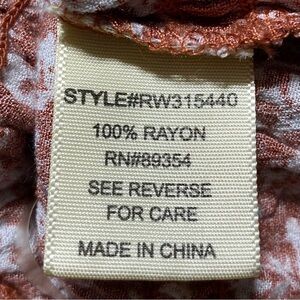 STYLE#RW315440
100% RAYON
RN#89354
SEE REVERSE
FOR CARE
MADE IN CHINA